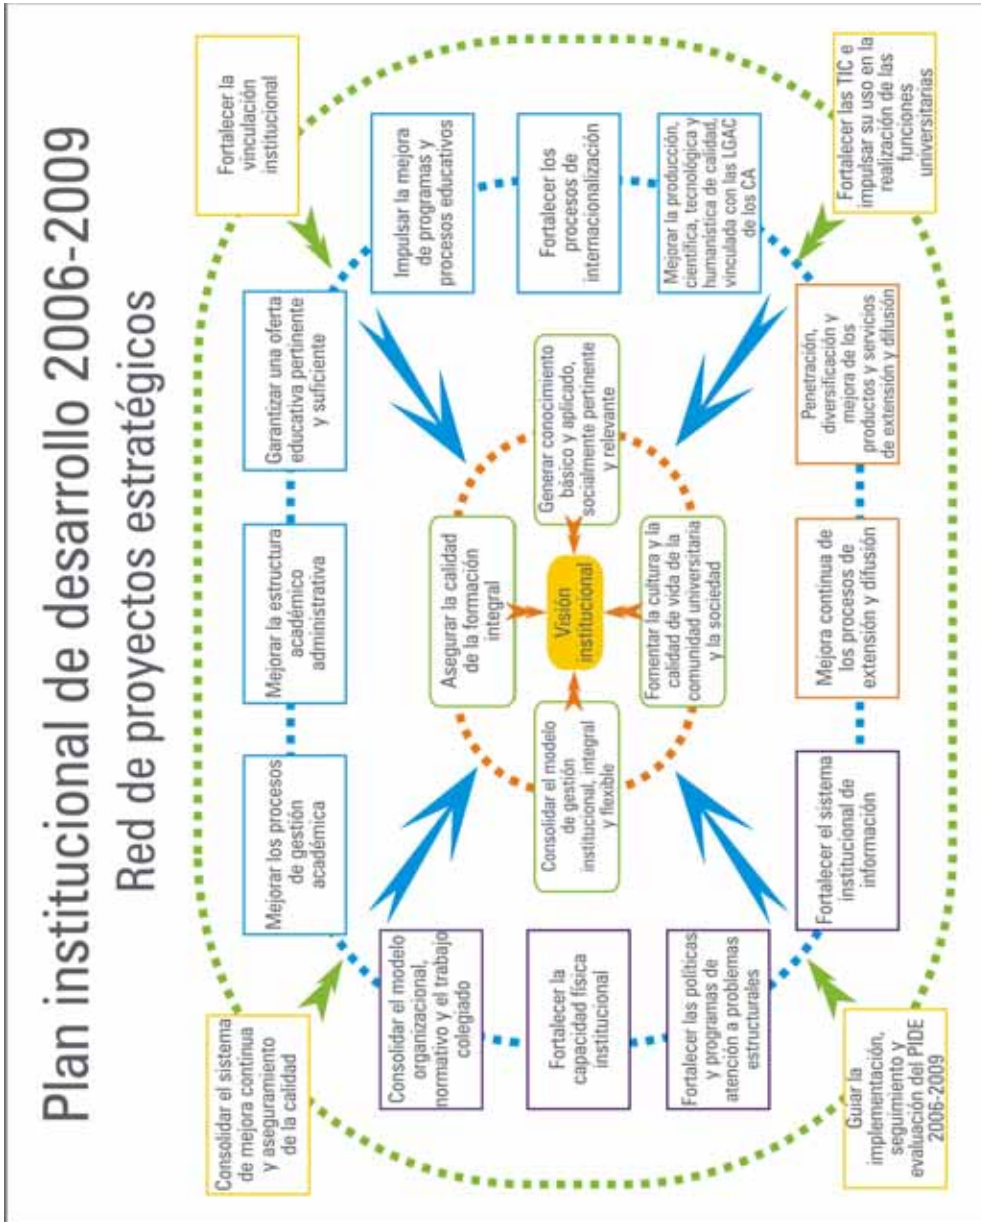 Plan institucional de desarrollo 2006-2009
Red de proyectos estratégicos
Consolidar el sistema
de mejora continua
y aseguramiento
de la calidad
Fortalecer la
vinculación
institucional
Mejorar los procesos
de gestión
académica
Mejorar la estructura
académico
administrativa
Garantizar una oferta
educativa pertinente
y suficiente
Consolidar el modelo
organizacional,
normativo y el trabajo
colegiado
Impulsar la mejora
de programas y
procesos educativos
Asegurar la calidad
de la formación
integral
Fortalecer la
capacidad física
institucional
Consolidar el modelo
de gestión
institucional, integral
y flexible
Visión
institucional
Generar conocimiento
básico y aplicado,
socialmente pertinente
y relevante
Fortalecer los
procesos de
internacionalización
Fomentar la cultura y la
calidad de vida de la
comunidad universitaria
y la sociedad
Fortalecer las políticas
y programas de
atención a problemas
estructurales
Mejorar la producción,
científica, tecnológica y
humanística de calidad,
vinculada con las LGAC
de los CA
Fortalecer el sistema
institucional de
información
Mejora continua de
los procesos de
extensión y difusión
Penetración,
diversificación y
mejora de los
productos y servicios
de extensión y difusión
Guiar la
implementación,
seguimiento y
evaluación del PIDE
2006-2009
Fortalecer las TIC e
impulsar su uso en la
realización de las
funciones
universitarias